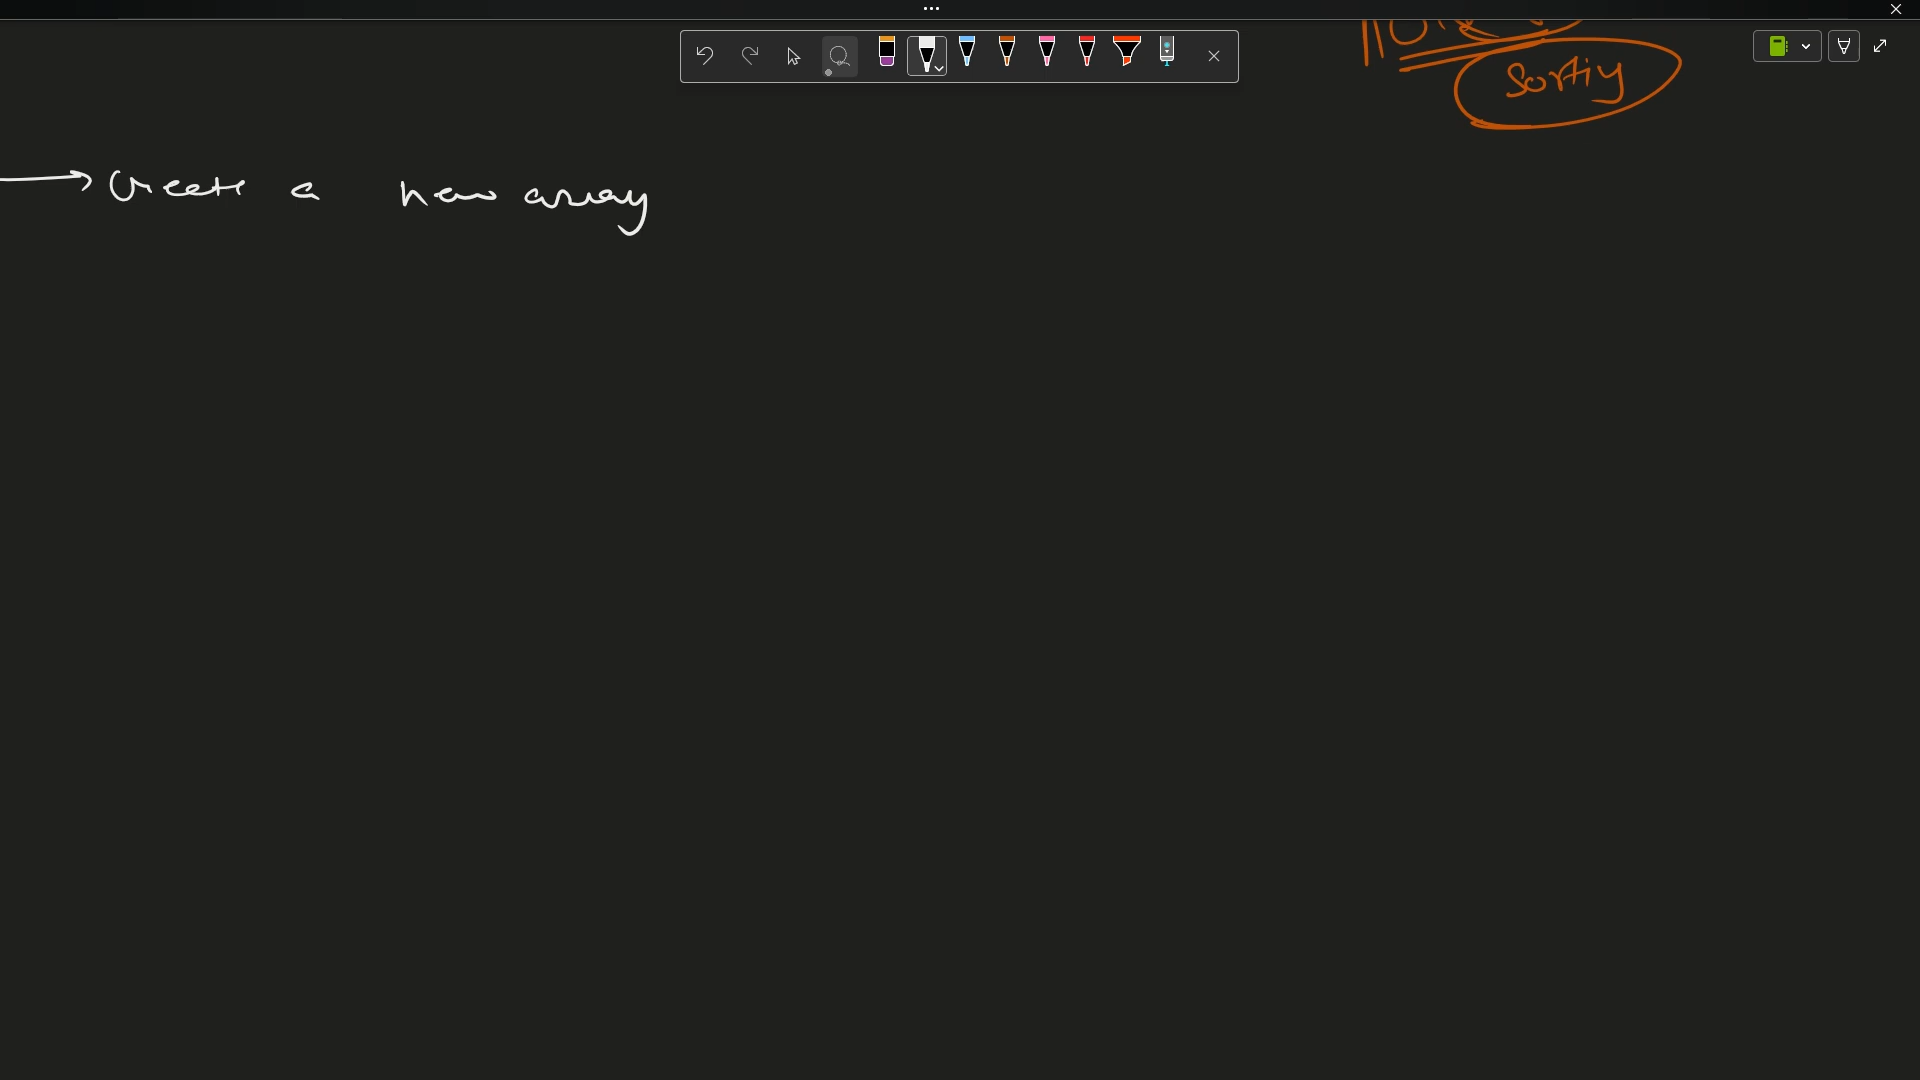 Sorting
→ Create a new array